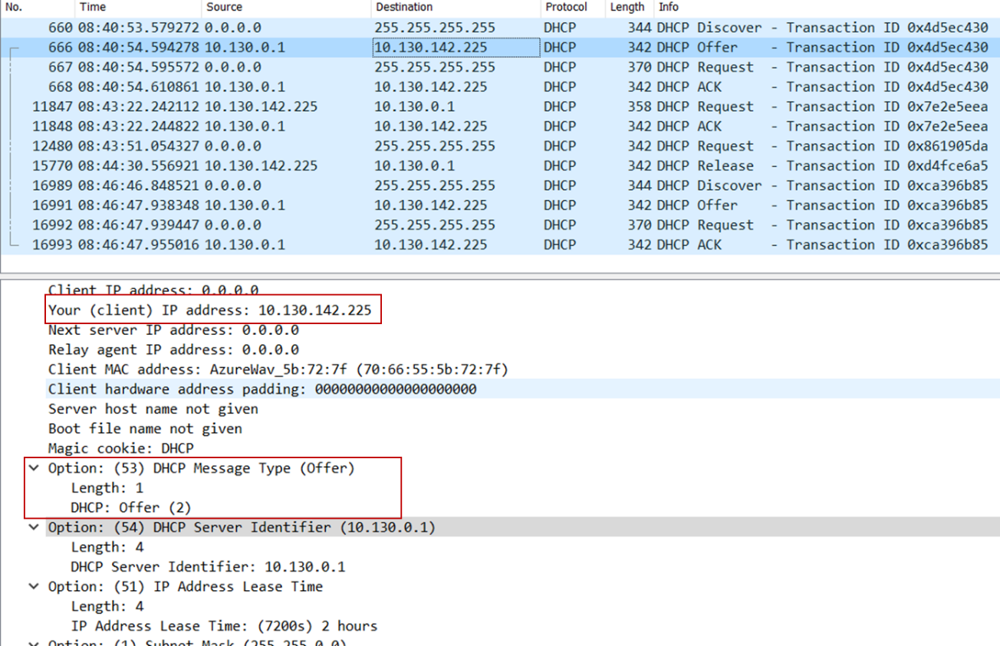 No. Time Source Destination Protocol Length Info
660 08:40:53.579272 0.0.0.0 255.255.255.255 DHCP 344 DHCP Discover - Transaction ID 0x4d5ec430
666 08:40:54.594278 10.130.0.1 10.130.142.225 DHCP 342 DHCP Offer - Transaction ID 0x4d5ec430
667 08:40:54.595572 0.0.0.0 255.255.255.255 DHCP 370 DHCP Request - Transaction ID 0x4d5ec430
668 08:40:54.610861 10.130.0.1 10.130.142.225 DHCP 342 DHCP ACK - Transaction ID 0x4d5ec430
11847 08:43:22.242112 10.130.142.225 10.130.0.1 DHCP 358 DHCP Request - Transaction ID 0x7e2e5eea
11848 08:43:22.244822 10.130.0.1 10.130.142.225 DHCP 342 DHCP ACK - Transaction ID 0x7e2e5eea
12480 08:43:51.054327 0.0.0.0 255.255.255.255 DHCP 342 DHCP Request - Transaction ID 0x861905da
15770 08:44:30.556921 10.130.142.225 10.130.0.1 DHCP 342 DHCP Release - Transaction ID 0xd4fce6a5
16989 08:46:46.848521 0.0.0.0 255.255.255.255 DHCP 344 DHCP Discover - Transaction ID 0xca396b85
16991 08:46:47.938348 10.130.0.1 10.130.142.225 DHCP 342 DHCP Offer - Transaction ID 0xca396b85
16992 08:46:47.939447 0.0.0.0 255.255.255.255 DHCP 370 DHCP Request - Transaction ID 0xca396b85
16993 08:46:47.955016 10.130.0.1 10.130.142.225 DHCP 342 DHCP ACK - Transaction ID 0xca396b85
Client IP address: 0.0.0.0
Your (client) IP address: 10.130.142.225
Next server IP address: 0.0.0.0
Relay agent IP address: 0.0.0.0
Client MAC address: AzureWav_5b:72:7f (70:66:55:5b:72:7f)
Client hardware address padding: 00000000000000000000
Server host name not given
Boot file name not given
Magic cookie: DHCP
Option: (53) DHCP Message Type (Offer)
Length: 1
DHCP: Offer (2)
Option: (54) DHCP Server Identifier (10.130.0.1)
Length: 4
DHCP Server Identifier: 10.130.0.1
Option: (51) IP Address Lease Time
Length: 4
IP Address Lease Time: (7200s) 2 hours
Option: (1) Subnet Mask (255.255.0.0)